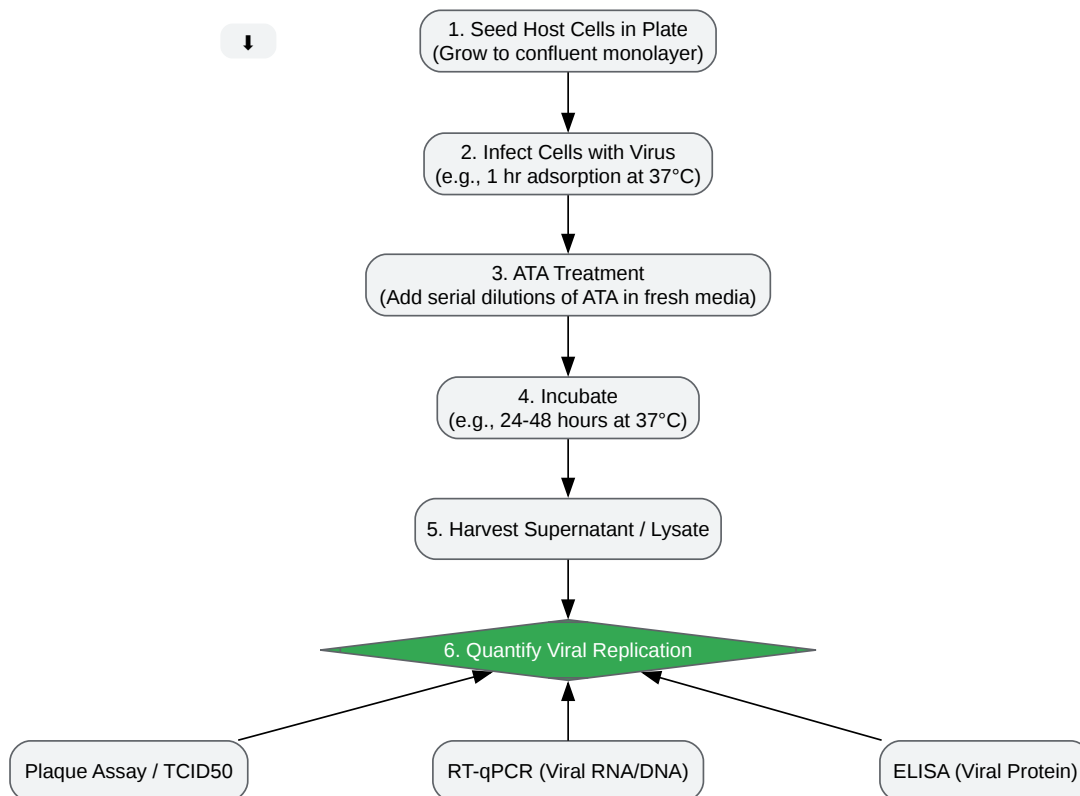 ⬇
1. Seed Host Cells in Plate
(Grow to confluent monolayer)
2. Infect Cells with Virus
(e.g., 1 hr adsorption at 37°C)
3. ATA Treatment
(Add serial dilutions of ATA in fresh media)
4. Incubate
(e.g., 24-48 hours at 37°C)
5. Harvest Supernatant / Lysate
6. Quantify Viral Replication
Plaque Assay / TCID50
RT-qPCR (Viral RNA/DNA)
ELISA (Viral Protein)